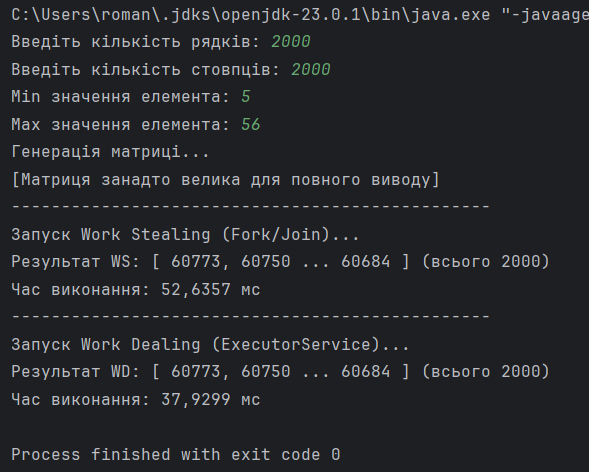 C:\Users\roman\.jdks\openjdk-23.0.1\bin\java.exe "-javaage
Введіть кількість рядків: 2000
Введіть кількість стовпців: 2000
Min значення елемента: 5
Max значення елемента: 56
Генерація матриці...
[Матриця занадто велика для повного виводу]
------------------------------------------------
Запуск Work Stealing (Fork/Join)...
Результат WS: [ 60773, 60750 ... 60684 ] (всього 2000)
Час виконання: 52,6357 мс
------------------------------------------------
Запуск Work Dealing (ExecutorService)...
Результат WD: [ 60773, 60750 ... 60684 ] (всього 2000)
Час виконання: 37,9299 мс
Process finished with exit code 0